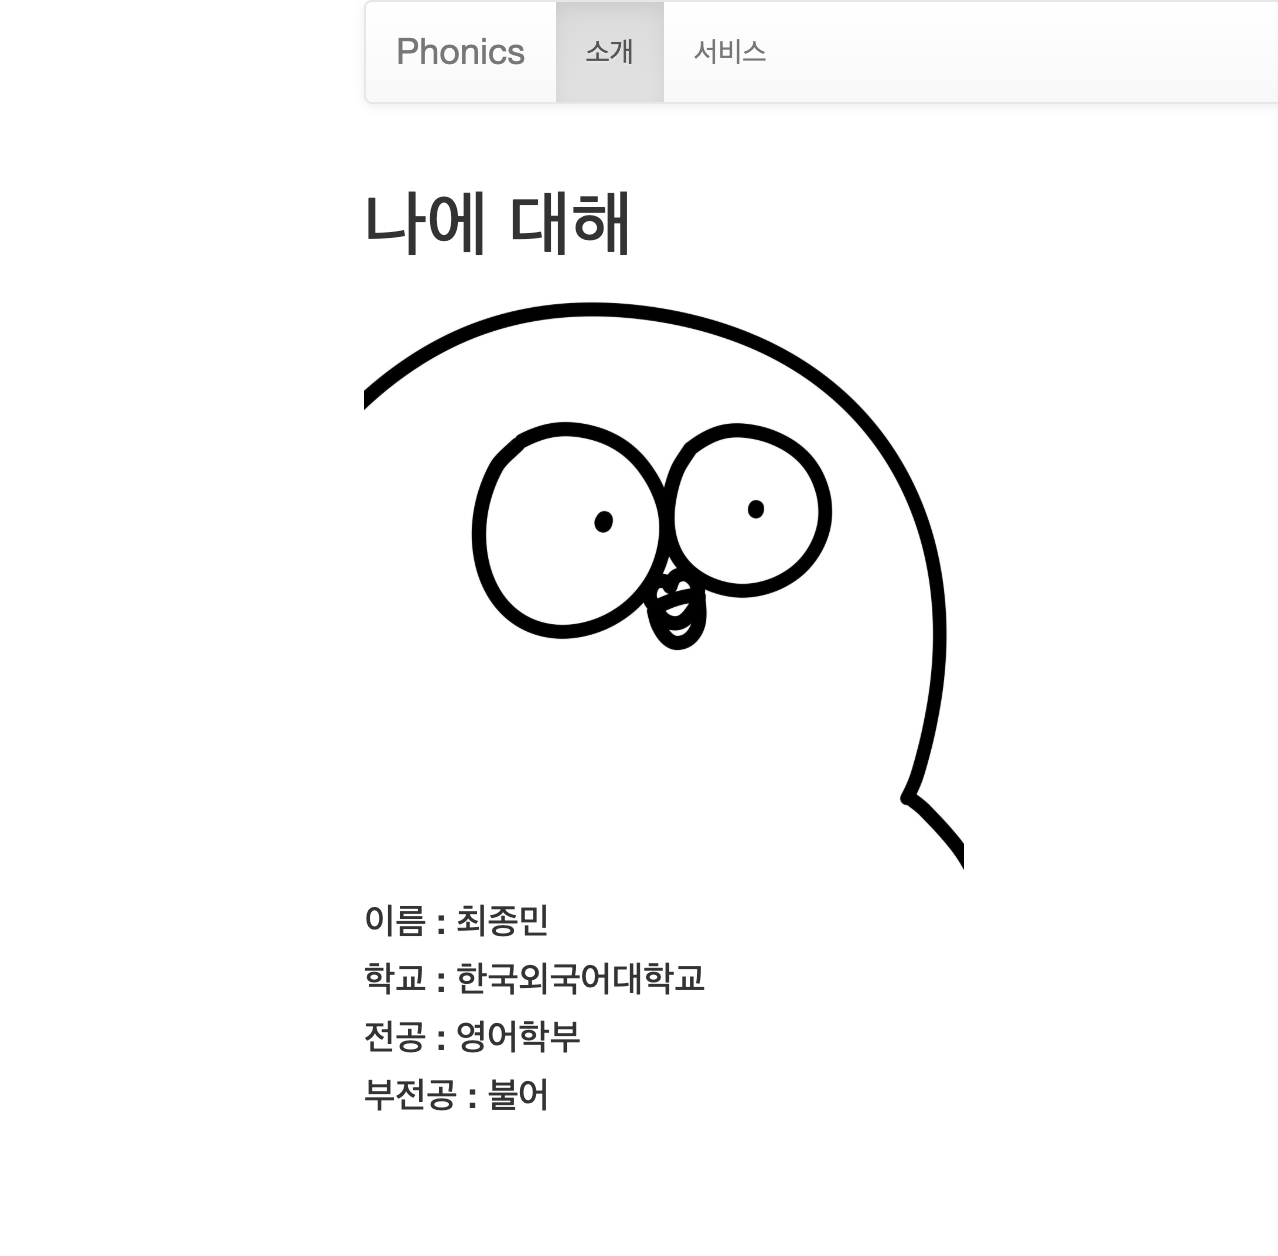 Phonics 소개 서비스
나에 대해
이름 : 최종민
학교 : 한국외국어대학교
전공 : 영어학부
부전공 : 불어